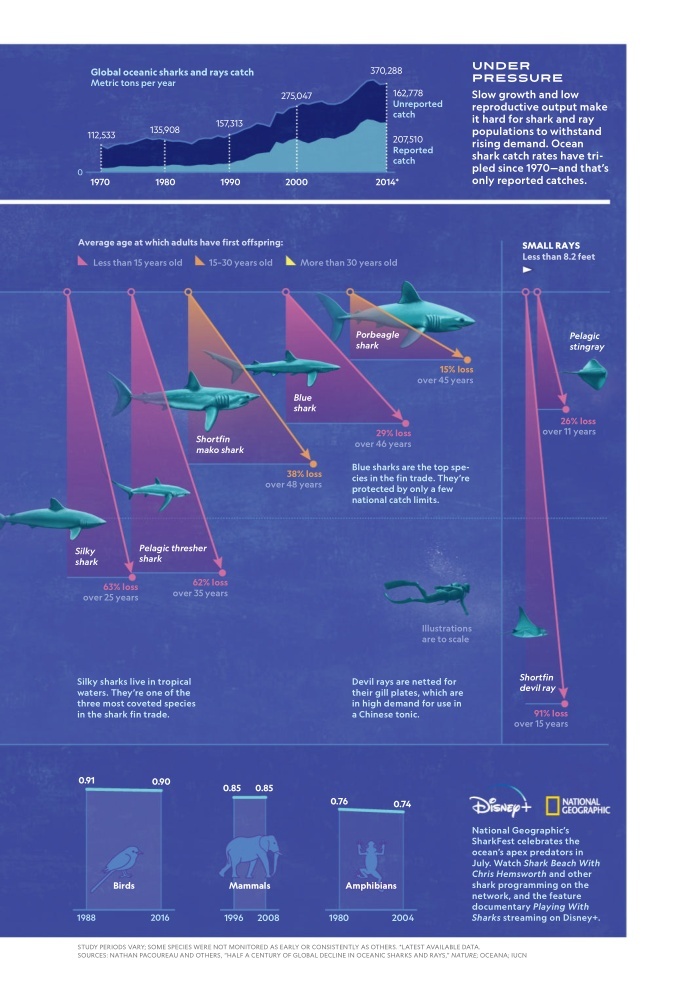 Global oceanic sharks and rays catch
Metric tons per year
370,288
275,047
157,313
135,908
112,533
162,778
Unreported
catch
207,510
Reported
catch
0
1970
1980
1990
2000
2014*
UNDER
PRESSURE
Slow growth and low
reproductive output make
it hard for shark and ray
populations to withstand
rising demand. Ocean
shark catch rates have tri-
pled since 1970—and that's
only reported catches.
Average age at which adults have first offspring:
Less than 15 years old
15–30 years old
More than 30 years old
SMALL RAYS
Less than 8.2 feet
Porbeagle
shark
15% loss
over 45 years
Pelagic
stingray
26% loss
over 11 years
Blue
shark
29% loss
over 46 years
Shortfin
mako shark
38% loss
over 48 years
Blue sharks are the top spe-
cies in the fin trade. They're
protected by only a few
national catch limits.
Silky
shark
63% loss
over 25 years
Pelagic thresher
shark
62% loss
over 35 years
Illustrations
are to scale
Shortfin
devil ray
91% loss
over 15 years
Silky sharks live in tropical
waters. They're one of the
three most coveted species
in the shark fin trade.
Devil rays are netted for
their gill plates, which are
in high demand for use in
a Chinese tonic.
0.91
0.90
Birds
1988
2016
0.85
0.85
Mammals
1996
2008
0.76
0.74
Amphibians
1980
2004
Disney+
NATIONAL
GEOGRAPHIC
National Geographic's
SharkFest celebrates the
ocean's apex predators in
July. Watch Shark Beach With
Chris Hemsworth and other
shark programming on the
network, and the feature
documentary Playing With
Sharks streaming on Disney+.
STUDY PERIODS VARY; SOME SPECIES WERE NOT MONITORED AS EARLY OR CONSISTENTLY AS OTHERS. *LATEST AVAILABLE DATA.
SOURCES: NATHAN PACOUREAU AND OTHERS, "HALF A CENTURY OF GLOBAL DECLINE IN OCEANIC SHARKS AND RAYS," NATURE; OCEANA; IUCN